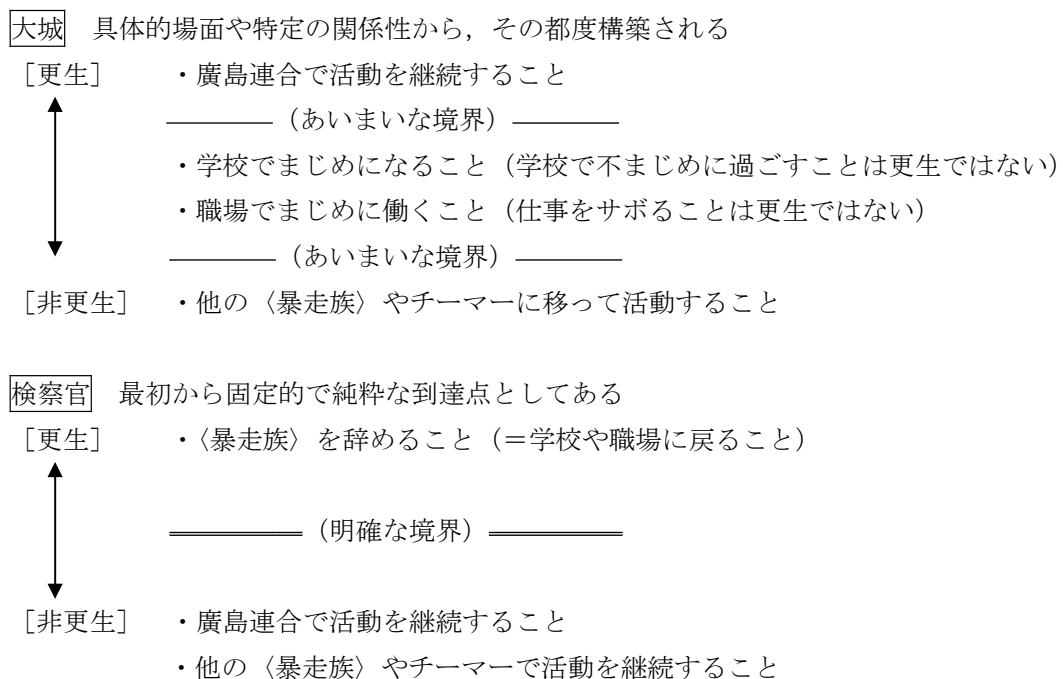 大城 具体的場面や特定の関係性から，その都度構築される
［更生］ ・廣島連合で活動を継続すること
（あいまいな境界）
・学校でまじめになること（学校で不まじめに過ごすことは更生ではない）
・職場でまじめに働くこと（仕事をサボることは更生ではない）
（あいまいな境界）
［非更生］ ・他の〈暴走族〉やチーマーに移って活動すること
検察官 最初から固定的で純粋な到達点としてある
［更生］ ・〈暴走族〉を辞めること（＝学校や職場に戻ること）
（明確な境界）
［非更生］ ・廣島連合で活動を継続すること
・他の〈暴走族〉やチーマーで活動を継続すること